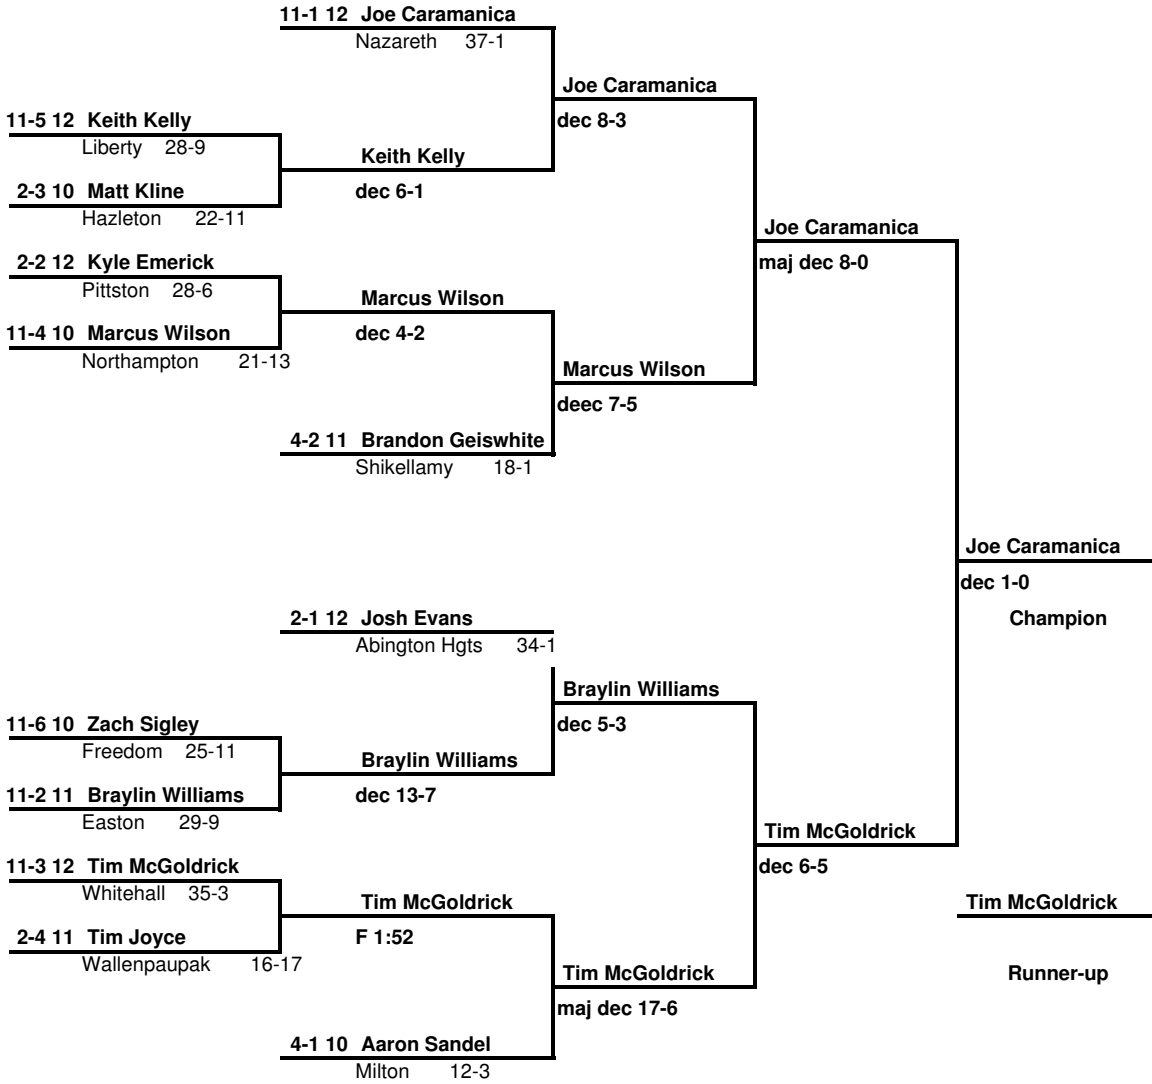 11-1 12 Joe Caramanica
Nazareth 37-1
Joe Caramanica
11-5 12 Keith Kelly
dec 8-3
Liberty 28-9
Keith Kelly
2-3 10 Matt Kline
dec 6-1
Hazleton 22-11
Joe Caramanica
2-2 12 Kyle Emerick
maj dec 8-0
Pittston 28-6
Marcus Wilson
11-4 10 Marcus Wilson
dec 4-2
Northampton 21-13
Marcus Wilson
deec 7-5
4-2 11 Brandon Geiswhite
Shikellamy 18-1
Joe Caramanica
dec 1-0
2-1 12 Josh Evans
Champion
Abington Hgts 34-1
Braylin Williams
11-6 10 Zach Sigley
dec 5-3
Freedom 25-11
Braylin Williams
11-2 11 Braylin Williams
dec 13-7
Easton 29-9
Tim McGoldrick
11-3 12 Tim McGoldrick
dec 6-5
Whitehall 35-3
Tim McGoldrick
Tim McGoldrick
2-4 11 Tim Joyce
F 1:52
Wallenpaupak 16-17
Tim McGoldrick
Runner-up
maj dec 17-6
4-1 10 Aaron Sandel
Milton 12-3